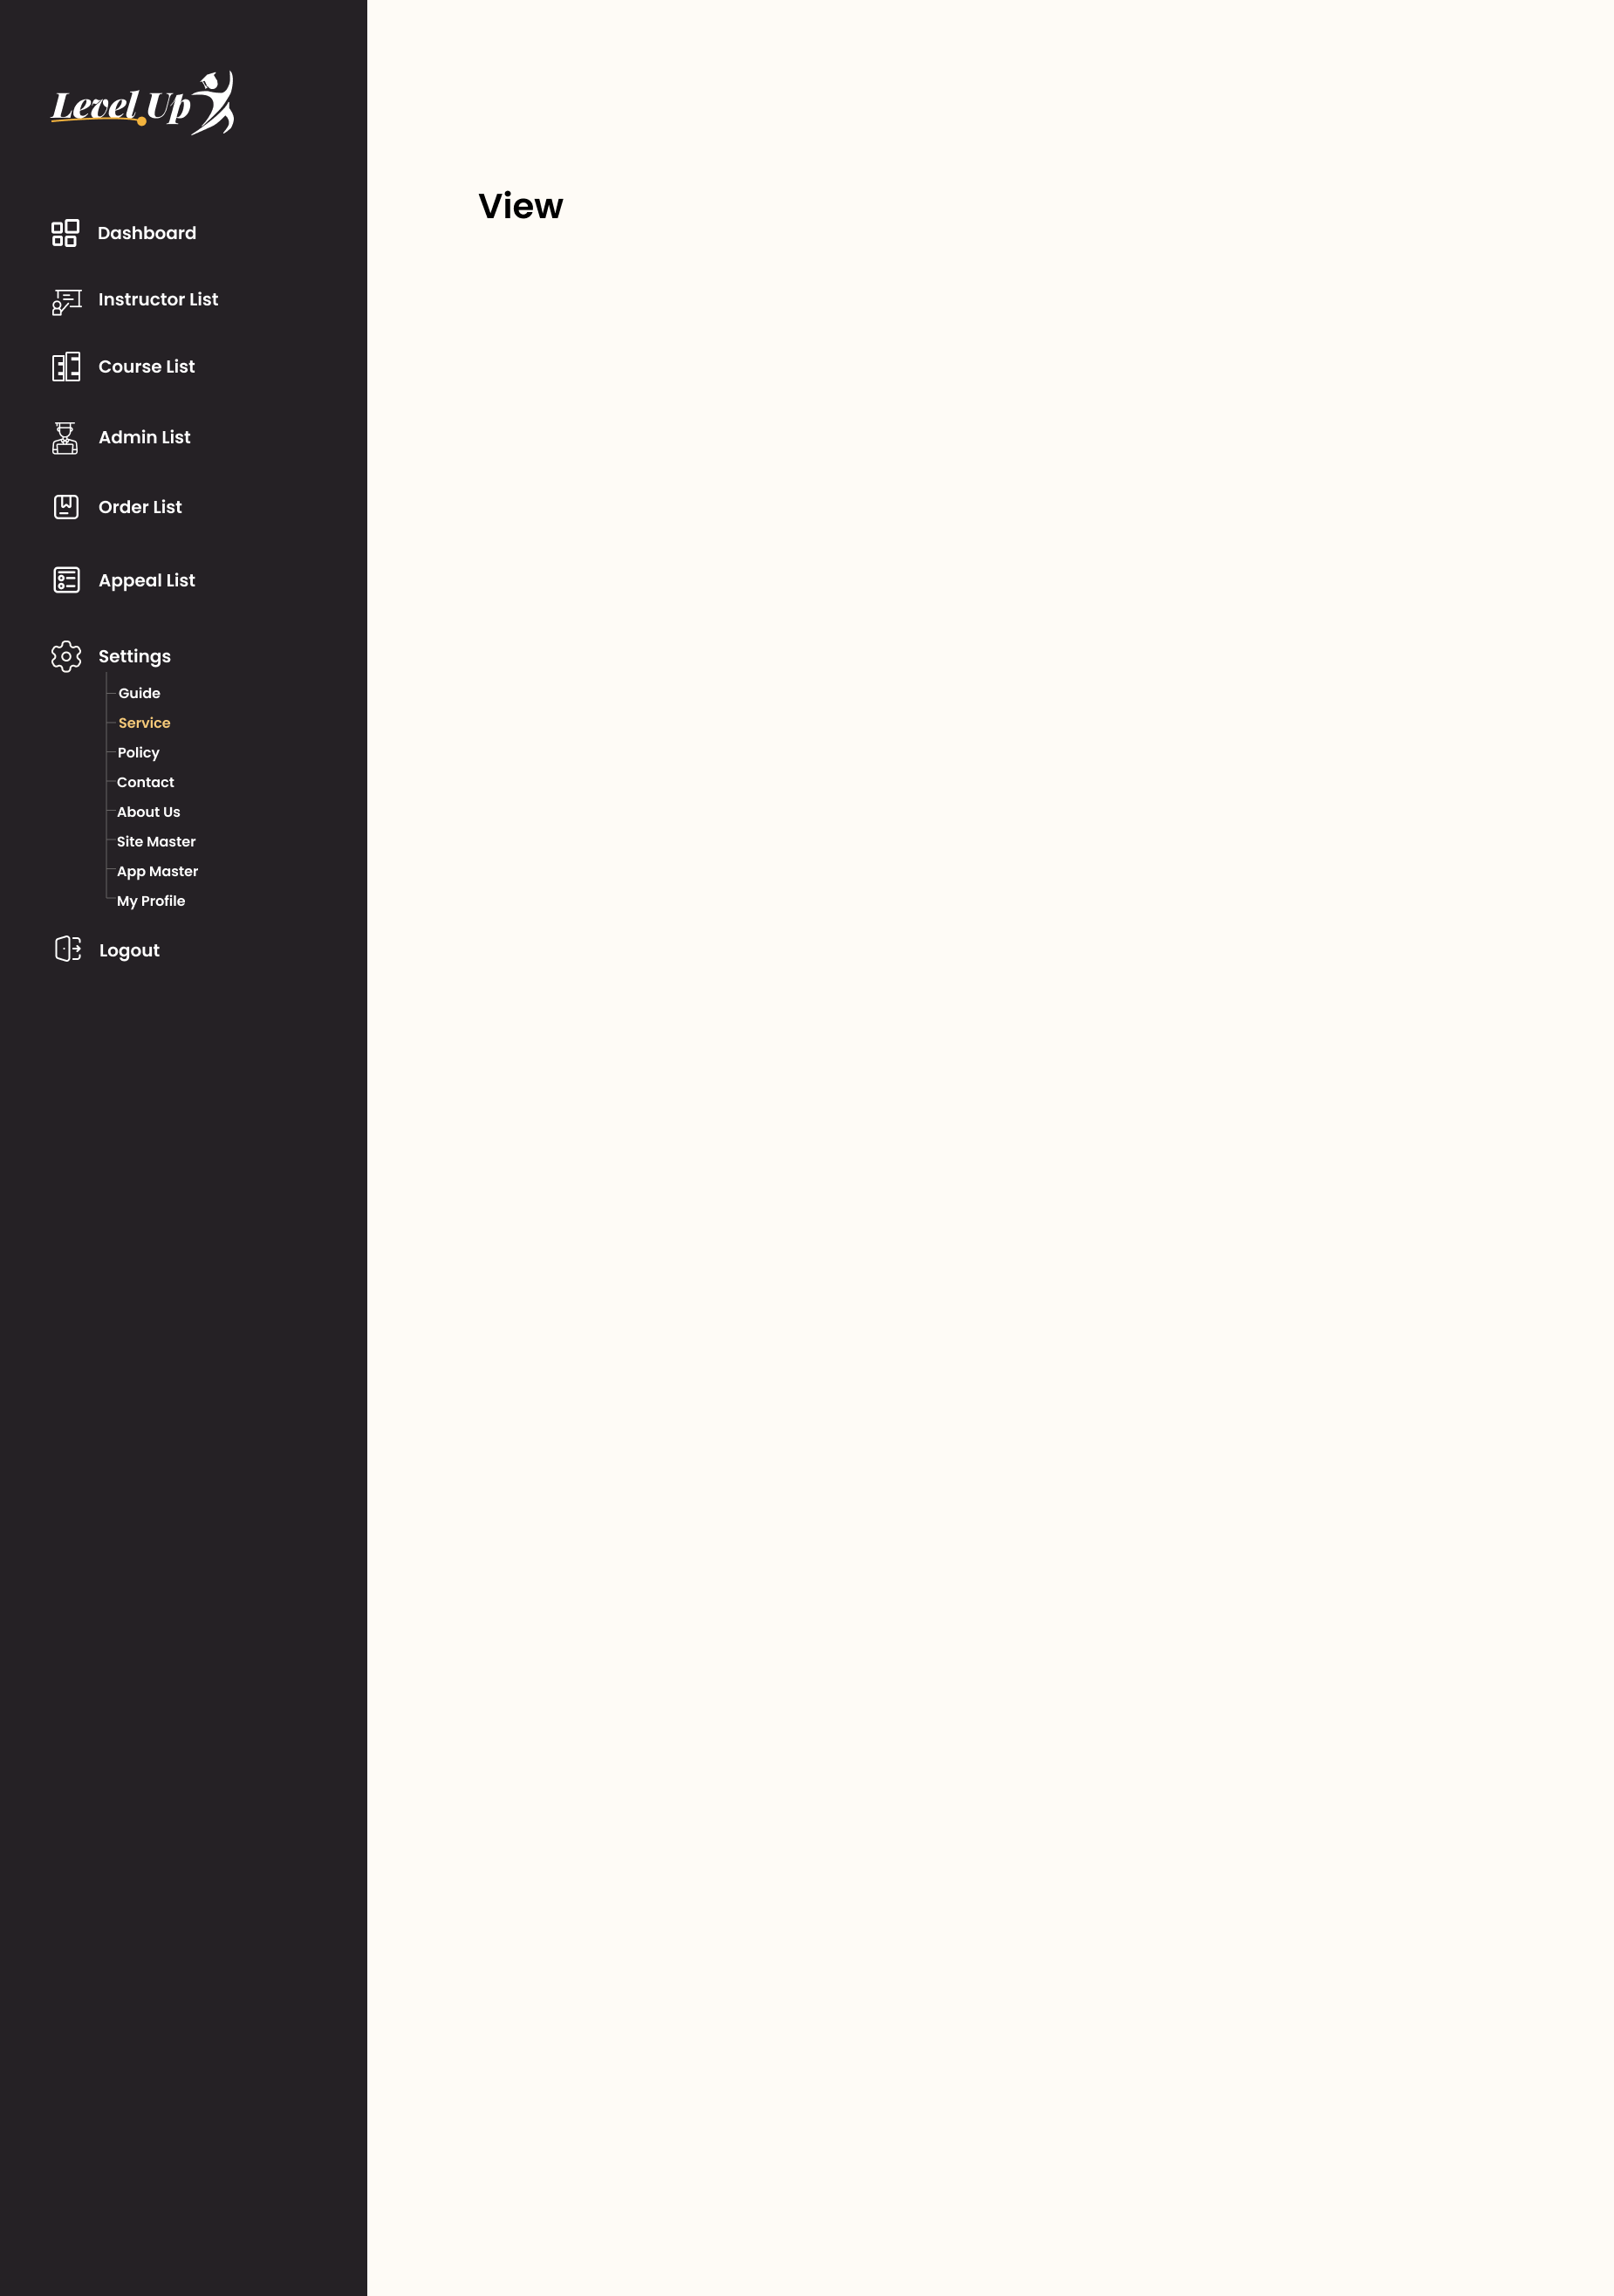 Level Up
View
Dashboard
Instructor List
Course List
Admin List
Order List
Appeal List
Settings
Guide
Service
Policy
Contact
About Us
Site Master
App Master
My Profile
Logout